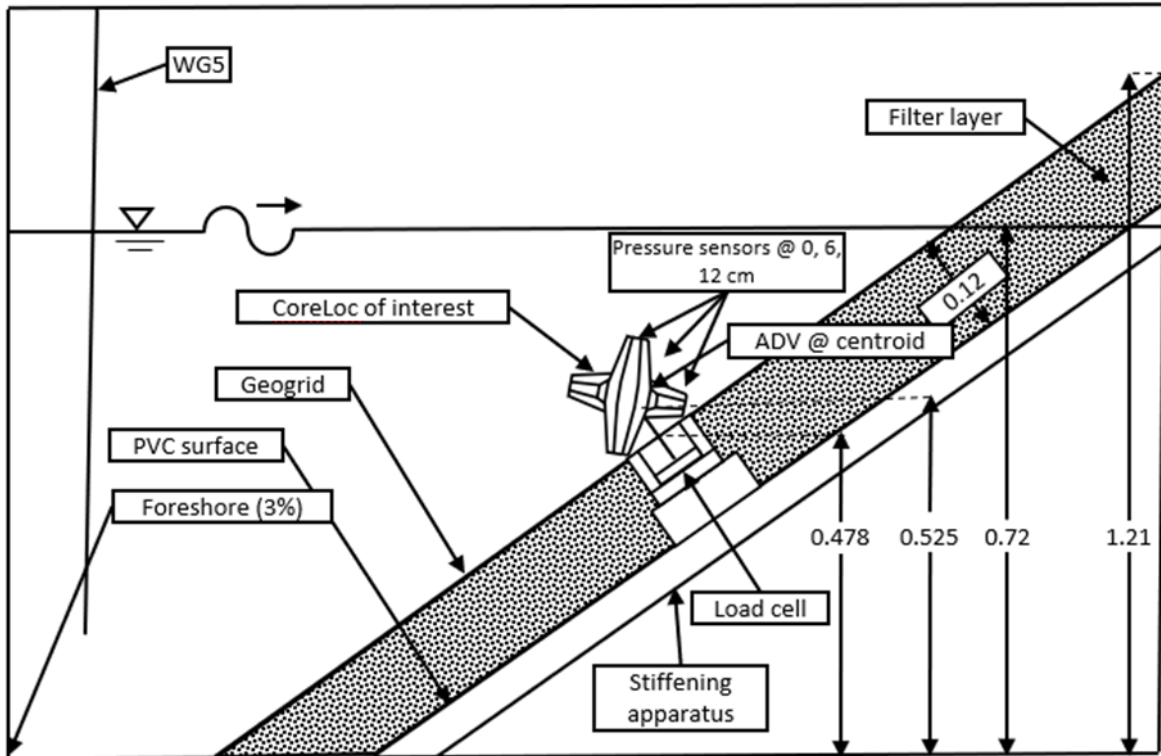 WG5
Filter layer
Pressure sensors @ 0, 6,
12 cm
CoreLoc of interest
0.12
ADV @ centroid
Geogrid
PVC surface
Foreshore (3%)
0.478
0.525
0.72
1.21
Load cell
Stiffening
apparatus